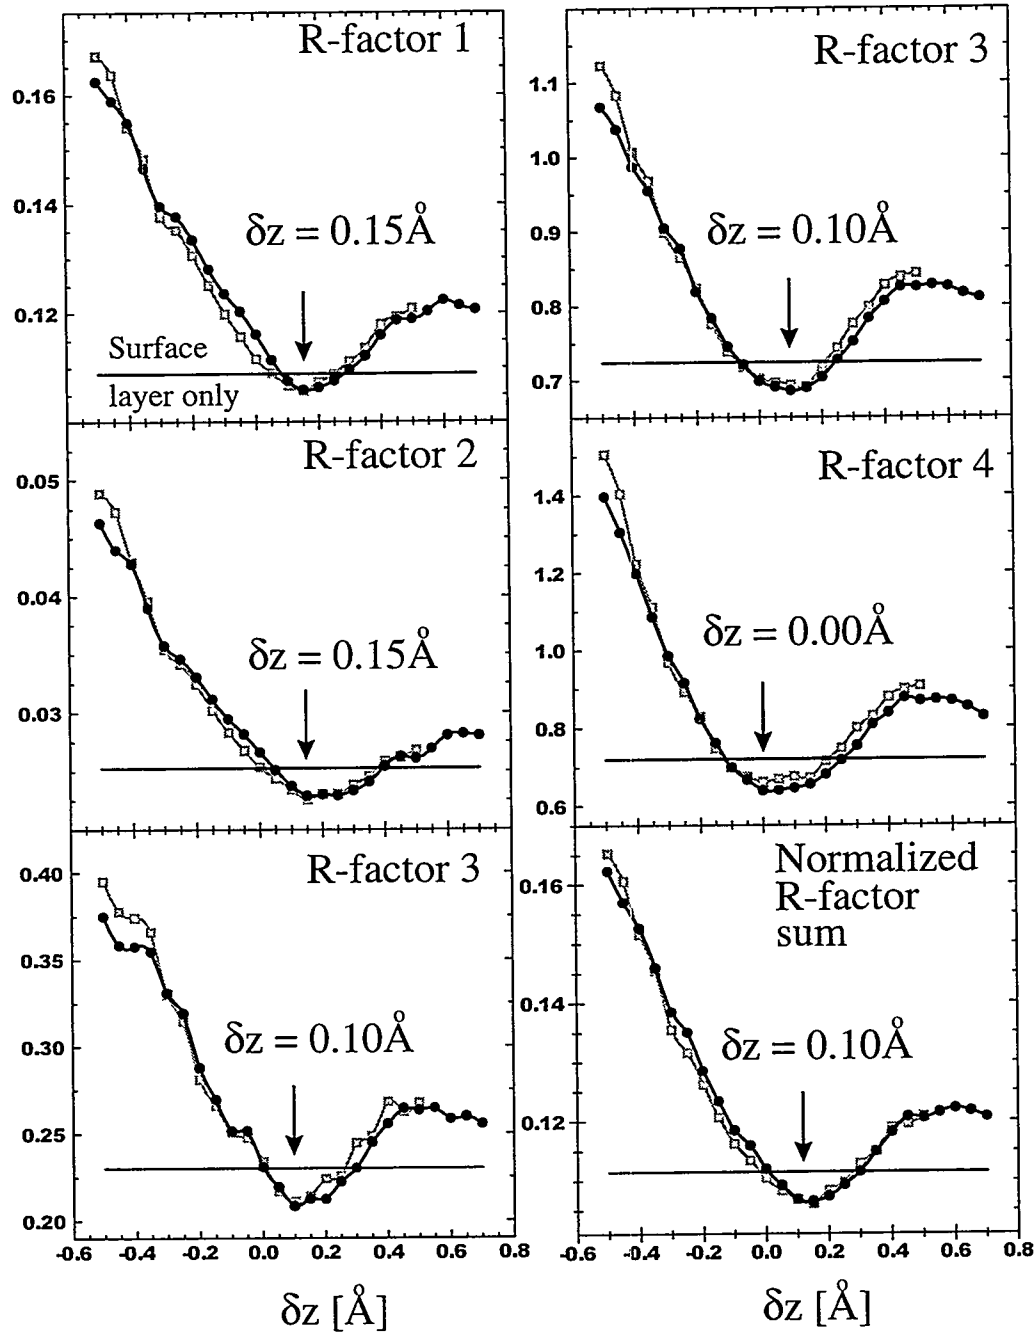 R-factor 1
0.16
0.14
0.12
δz = 0.15Å
Surface
layer only
R-factor 3
1.1
1.0
0.9
0.8
0.7
δz = 0.10Å
R-factor 2
0.05
0.04
0.03
δz = 0.15Å
R-factor 4
1.4
1.2
1.0
0.8
0.6
δz = 0.00Å
R-factor 3
0.40
0.35
0.30
0.25
0.20
δz = 0.10Å
-0.6 -0.4 -0.2 0.0 0.2 0.4 0.6 0.8
δz [Å]
Normalized
R-factor
sum
0.16
0.14
0.12
δz = 0.10Å
-0.6 -0.4 -0.2 0.0 0.2 0.4 0.6 0.8
δz [Å]